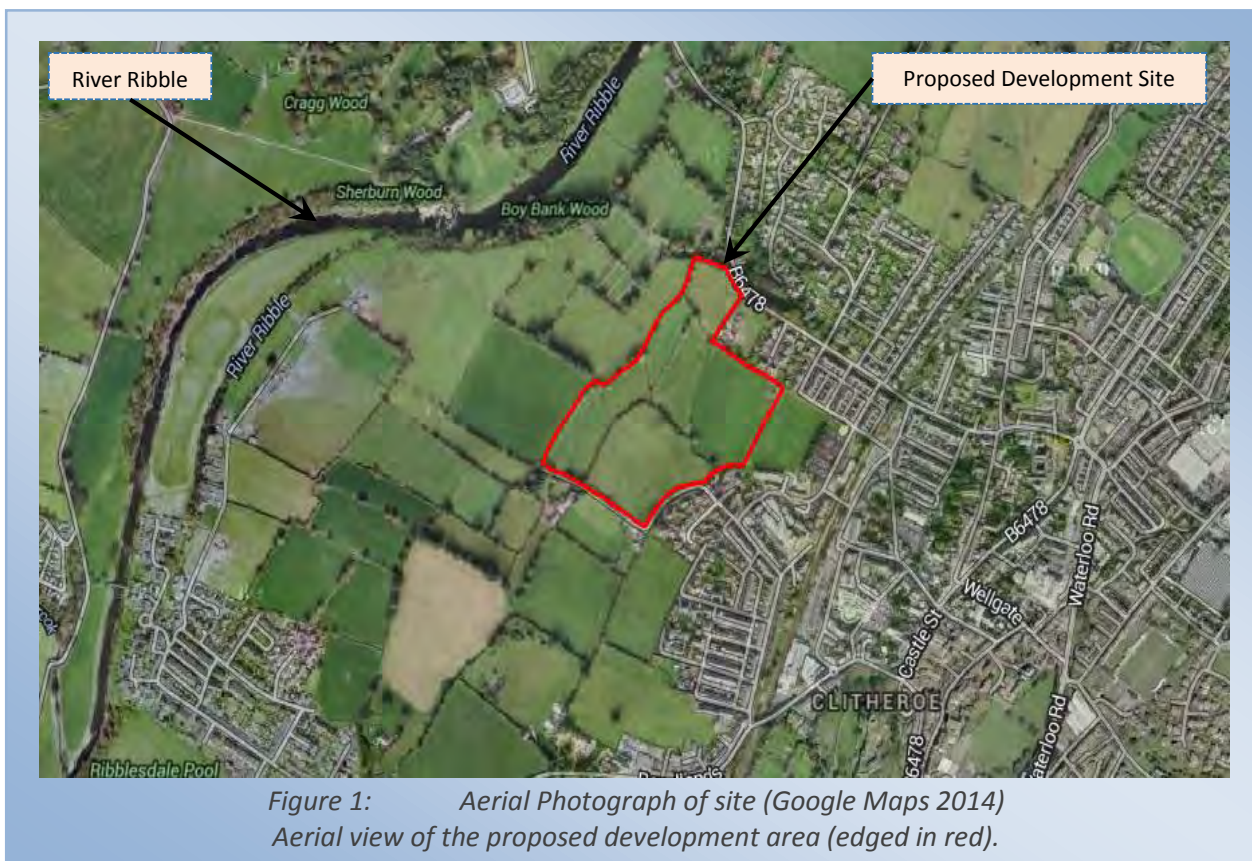 River Ribble
Proposed Development Site
Cragg Wood
River Ribble
Sherburn Wood
Boy Bank Wood
B6478
River Ribble
B6478
Waterloo Rd
Wellgate
Castle St
CLITHEROE
6478
Waterloo Rd
Ribblesdale Pool
Figure 1: Aerial Photograph of site (Google Maps 2014)
Aerial view of the proposed development area (edged in red).